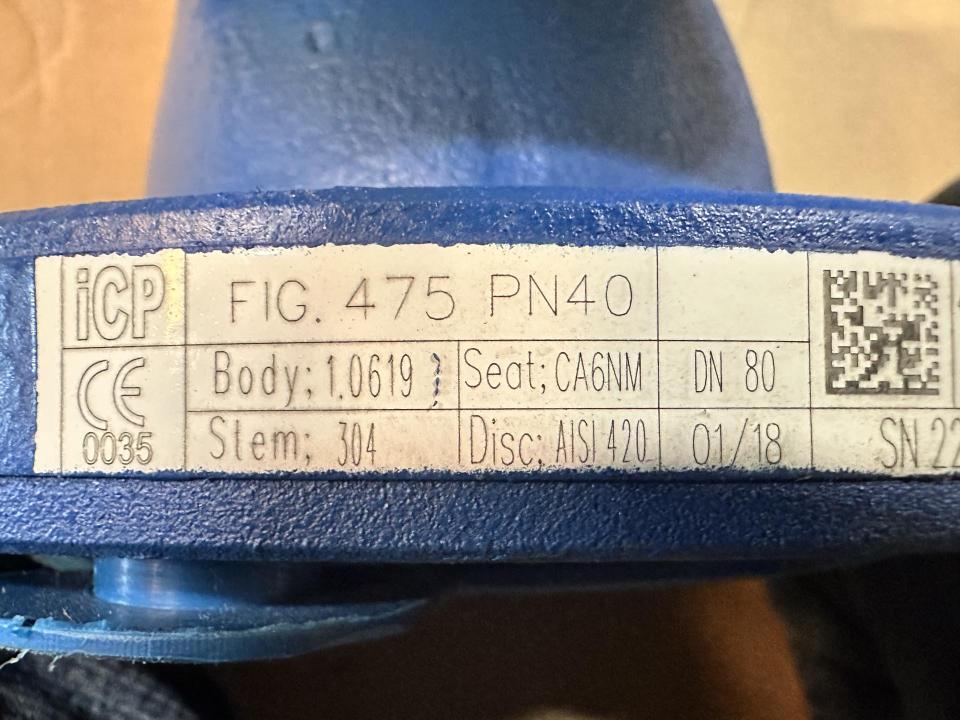 iCP FIG. 475 PN40
CE Body; 1.0619 Seat; CA6NM DN 80
0035 Stem; 304 Disc; AISI 420 01/18 SN 22